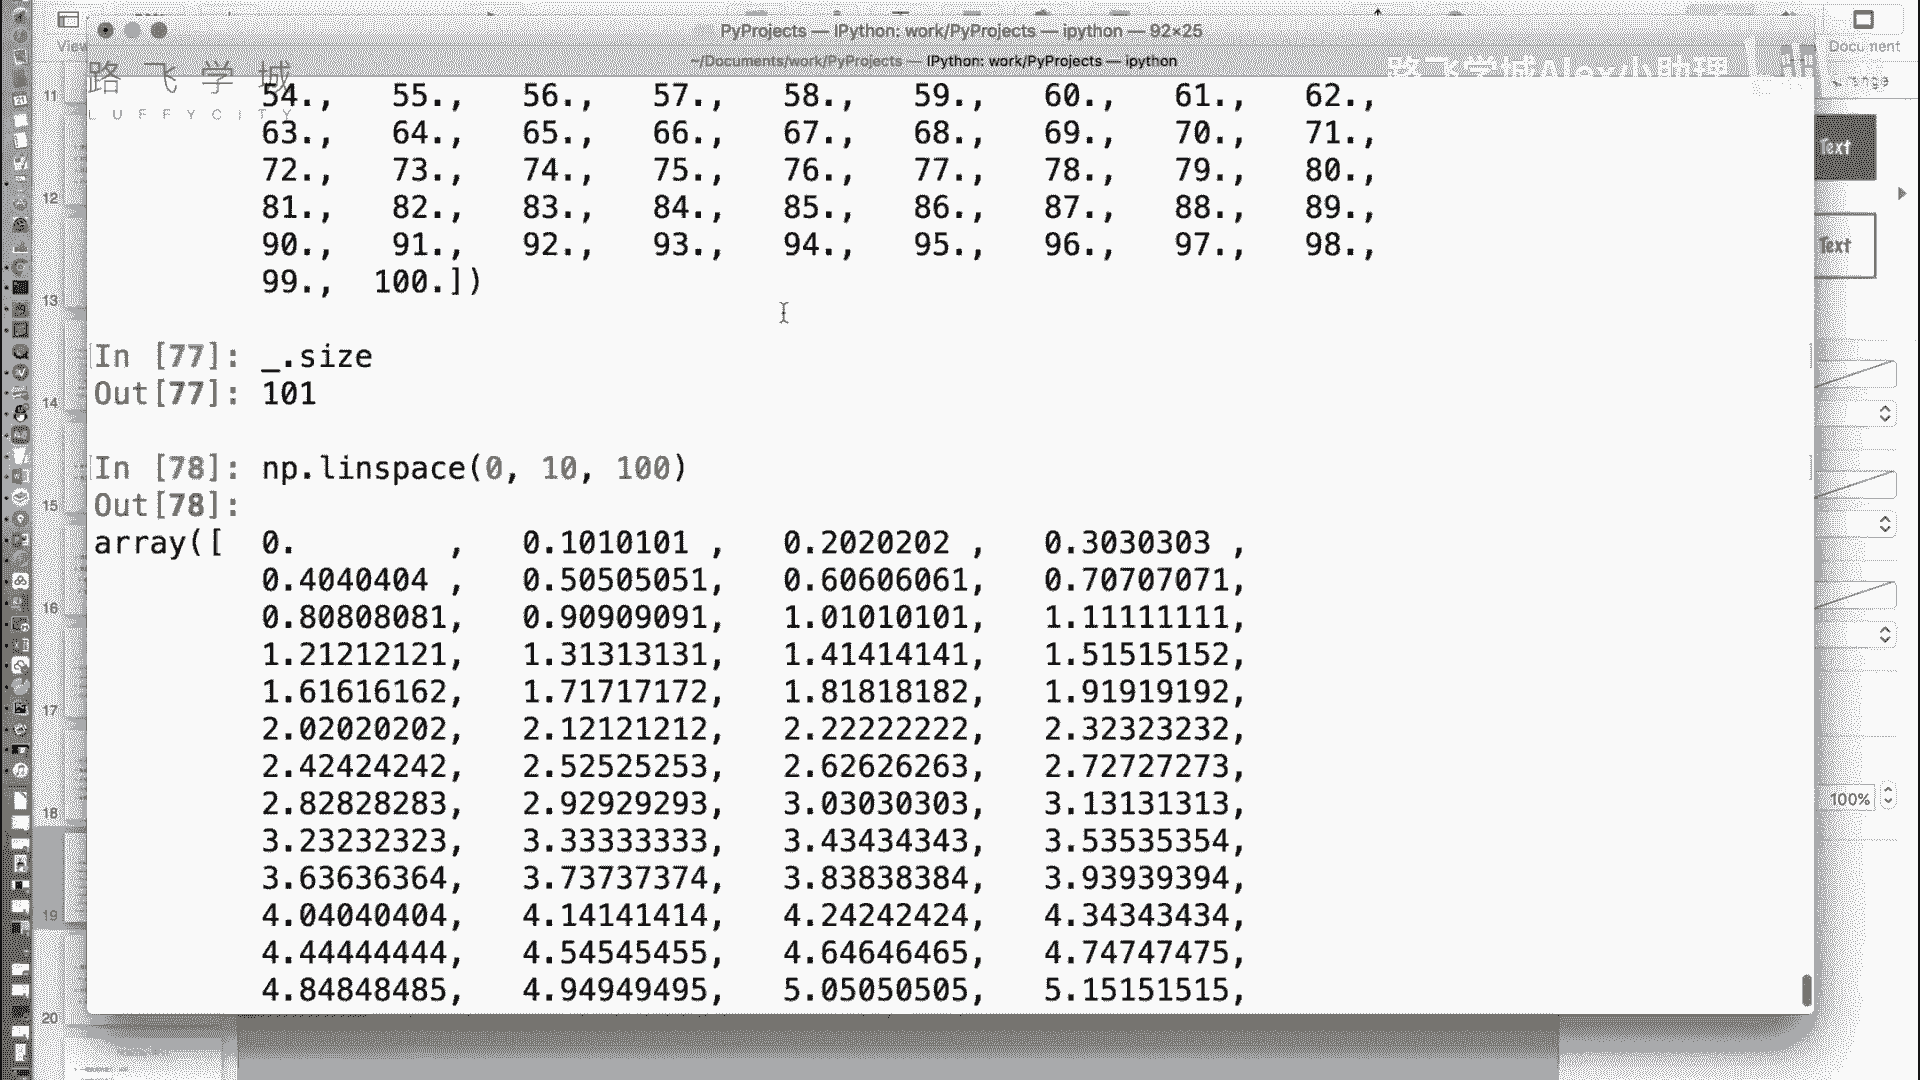 PyProjects — IPython: work/PyProjects — ipython — 92×25
~/Documents/work/PyProjects — IPython: work/PyProjects — ipython
View
Document
路飞学城
LUFFYCITY
路飞学城Alex小助理
54., 55., 56., 57., 58., 59., 60., 61., 62.,
63., 64., 65., 66., 67., 68., 69., 70., 71.,
72., 73., 74., 75., 76., 77., 78., 79., 80.,
81., 82., 83., 84., 85., 86., 87., 88., 89.,
90., 91., 92., 93., 94., 95., 96., 97., 98.,
99., 100.])
In [77]: _.size
Out[77]: 101
In [78]: np.linspace(0, 10, 100)
Out[78]:
array([ 0. , 0.1010101 , 0.2020202 , 0.3030303 ,
0.4040404 , 0.50505051, 0.60606061, 0.70707071,
0.80808081, 0.90909091, 1.01010101, 1.11111111,
1.21212121, 1.31313131, 1.41414141, 1.51515152,
1.61616162, 1.71717172, 1.81818182, 1.91919192,
2.02020202, 2.12121212, 2.22222222, 2.32323232,
2.42424242, 2.52525253, 2.62626263, 2.72727273,
2.82828283, 2.92929293, 3.03030303, 3.13131313,
3.23232323, 3.33333333, 3.43434343, 3.53535354,
3.63636364, 3.73737374, 3.83838384, 3.93939394,
4.04040404, 4.14141414, 4.24242424, 4.34343434,
4.44444444, 4.54545455, 4.64646465, 4.74747475,
4.84848485, 4.94949495, 5.05050505, 5.15151515,
11
12
13
14
15
16
17
18
19
20
Text
Text
100%